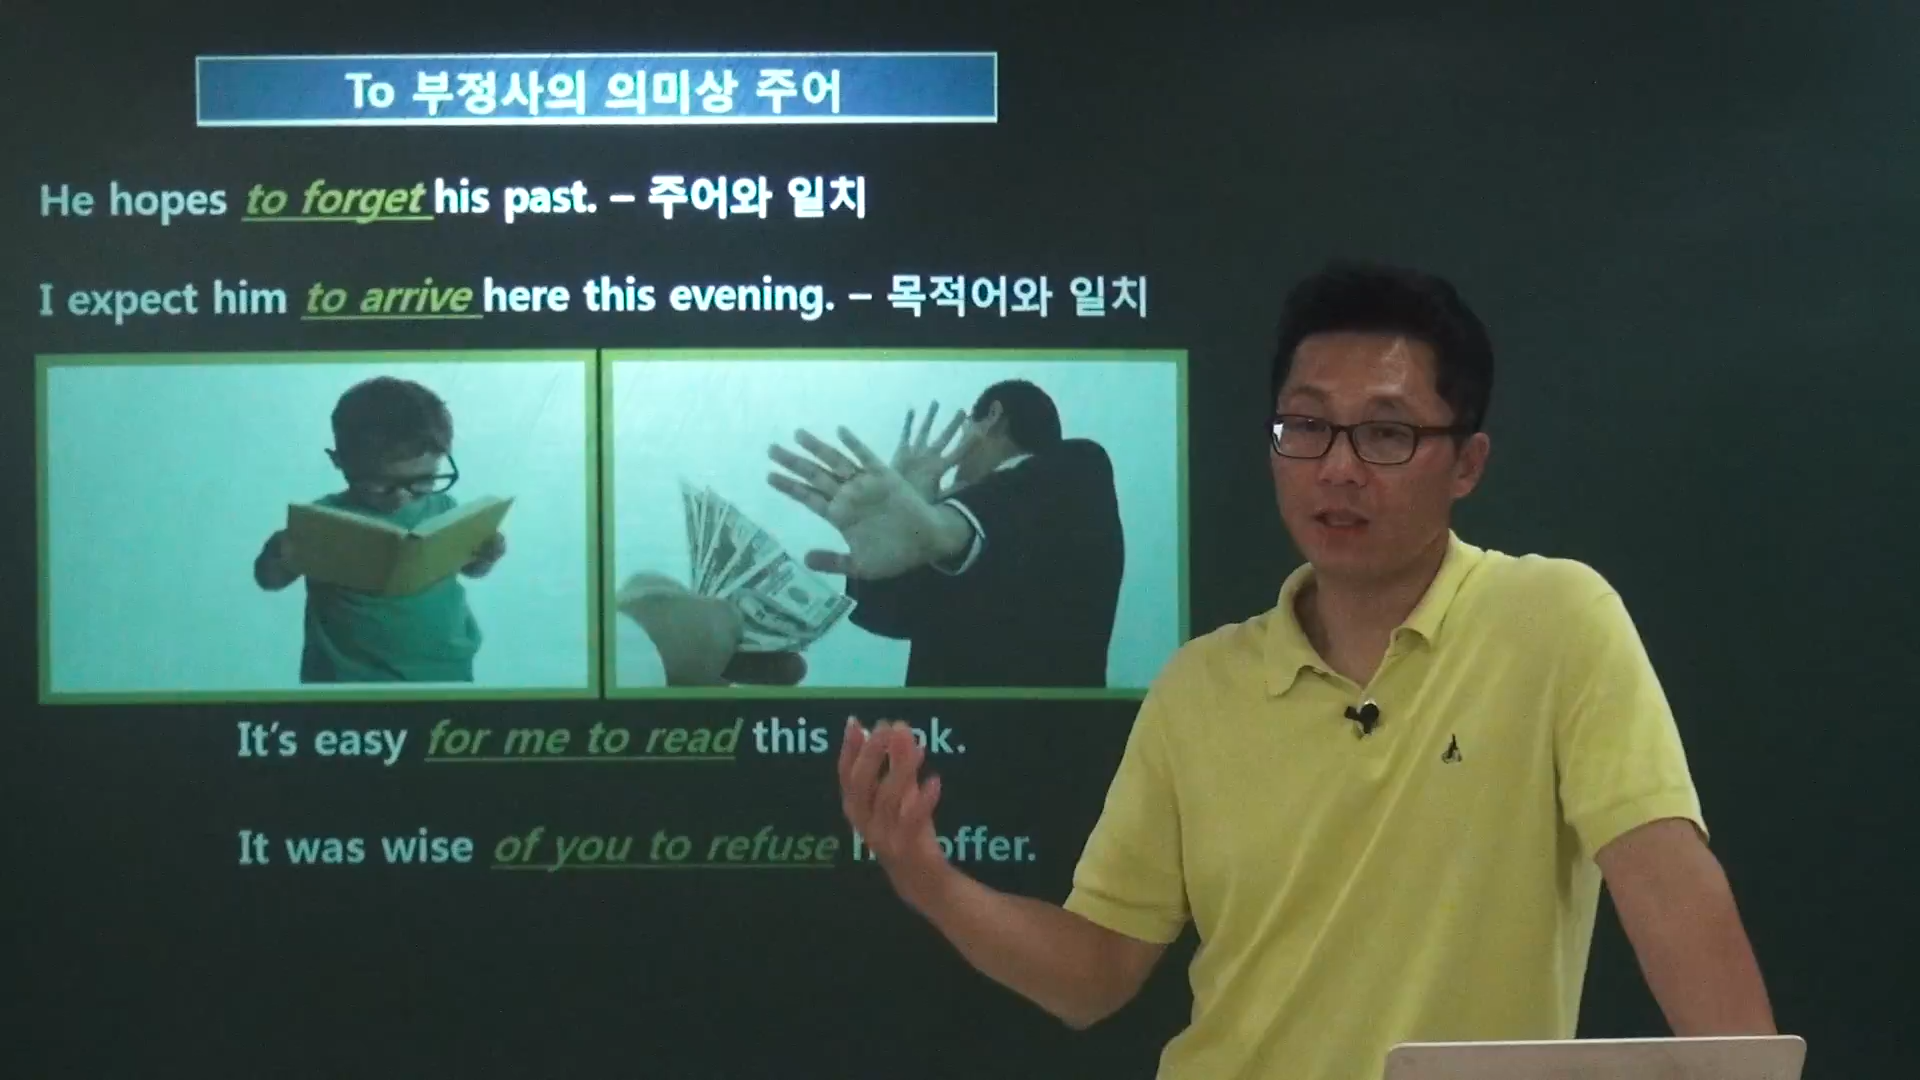 To 부정사의 의미상 주어
He hopes to forget his past. – 주어와 일치
I expect him to arrive here this evening. – 목적어와 일치
It's easy for me to read this
It was wise of you to refuse offer.